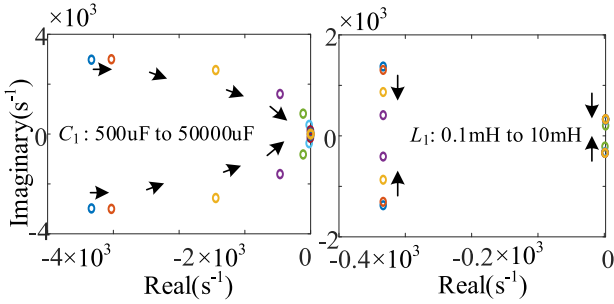 4 ×10³
0
-4
Imaginary(s⁻¹)
C₁: 500uF to 50000uF
-4 ×10³
-2 ×10³
0
Real(s⁻¹)
2 ×10³
0
-2
L₁: 0.1mH to 10mH
-0.4 ×10³
-0.2 ×10³
0
Real(s⁻¹)